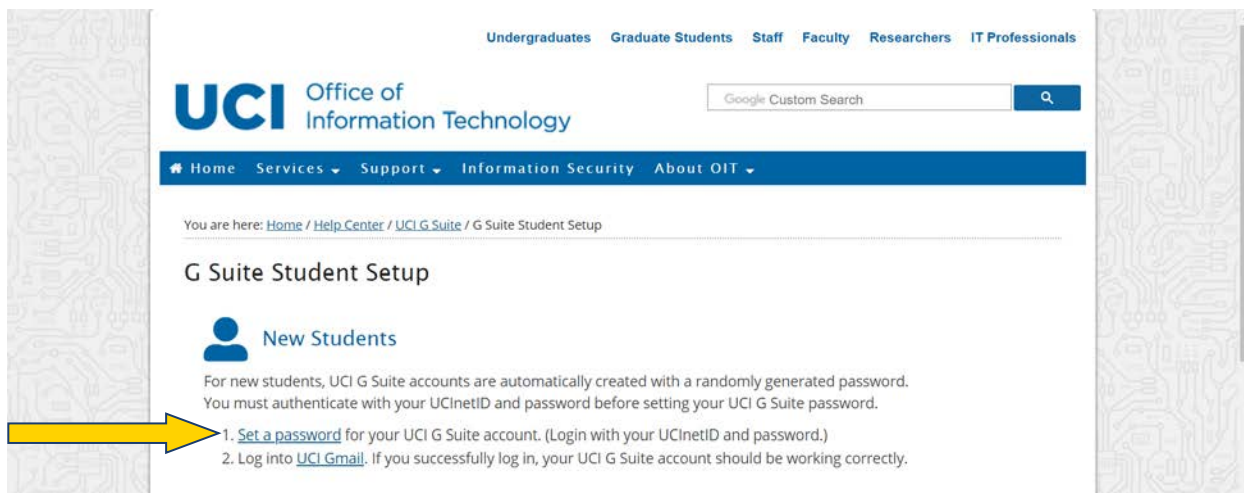 Undergraduates Graduate Students Staff Faculty Researchers IT Professionals
UCI Office of
Information Technology
Google Custom Search
Home Services Support Information Security About OIT
You are here: Home / Help Center / UCI G Suite / G Suite Student Setup
G Suite Student Setup
New Students
For new students, UCI G Suite accounts are automatically created with a randomly generated password.
You must authenticate with your UCInetID and password before setting your UCI G Suite password.
1. Set a password for your UCI G Suite account. (Login with your UCInetID and password.)
2. Log into UCI Gmail. If you successfully log in, your UCI G Suite account should be working correctly.